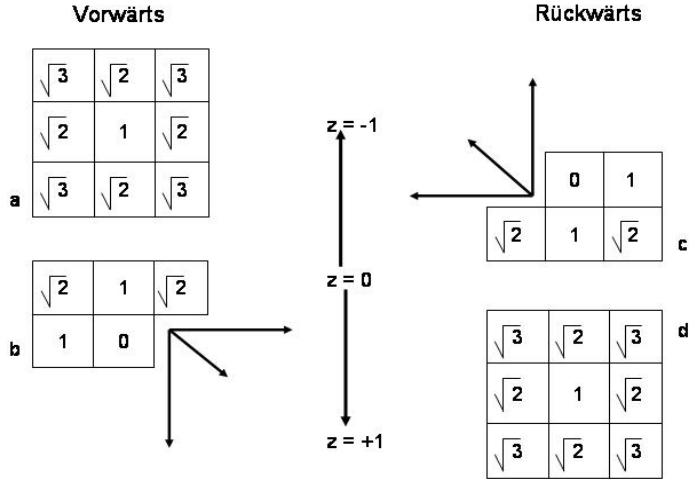 Vorwärts
Rückwärts
√3 √2 √3
√2 1 √2
√3 √2 √3
a
z = -1
0 1
√2 1 √2
c
√2 1 √2
1 0
b
z = 0
√3 √2 √3
√2 1 √2
√3 √2 √3
d
z = +1